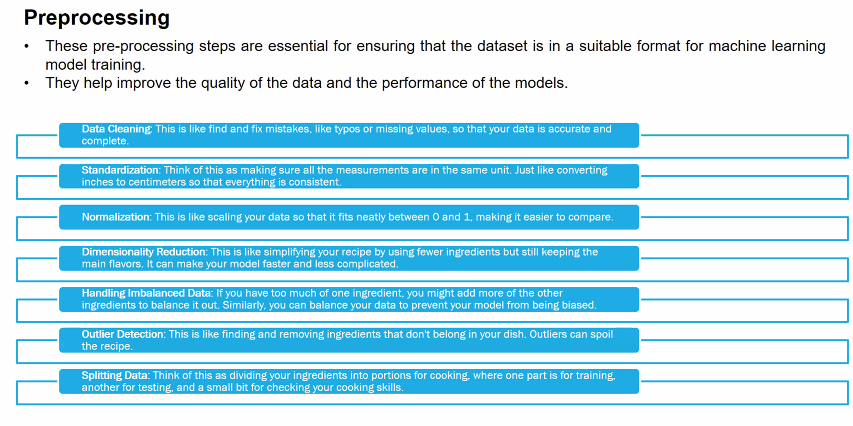 Preprocessing
• These pre-processing steps are essential for ensuring that the dataset is in a suitable format for machine learning
model training.
• They help improve the quality of the data and the performance of the models.
Data Cleaning: This is like find and fix mistakes, like typos or missing values, so that your data is accurate and
complete.
Standardization: Think of this as making sure all the measurements are in the same unit. Just like converting
inches to centimeters so that everything is consistent.
Normalization: This is like scaling your data so that it fits neatly between 0 and 1, making it easier to compare.
Dimensionality Reduction: This is like simplifying your recipe by using fewer ingredients but still keeping the
main flavors. It can make your model faster and less complicated.
Handling Imbalanced Data: If you have too much of one ingredient, you might add more of the other
ingredients to balance it out. Similarly, you can balance your data to prevent your model from being biased.
Outlier Detection: This is like finding and removing ingredients that don't belong in your dish. Outliers can spoil
the recipe.
Splitting Data: Think of this as dividing your ingredients into portions for cooking, where one part is for training,
another for testing, and a small bit for checking your cooking skills.